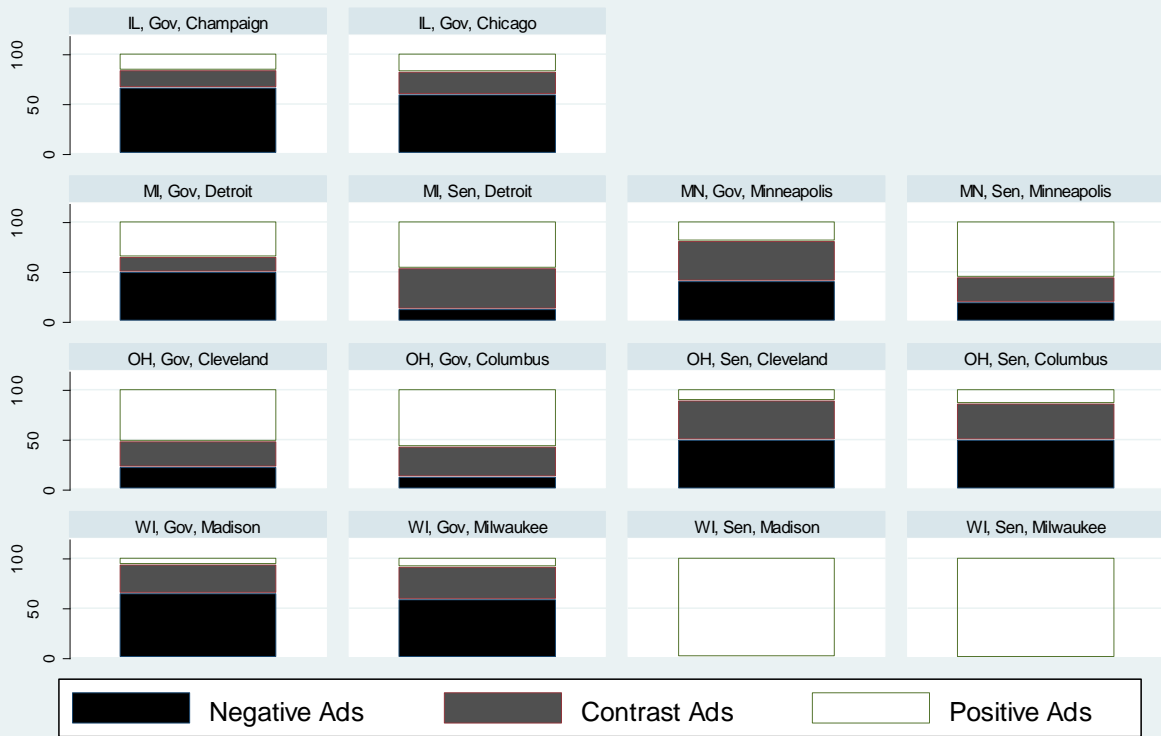 IL, Gov, Champaign
IL, Gov, Chicago
100
50
0
MI, Gov, Detroit
MI, Sen, Detroit
MN, Gov, Minneapolis
MN, Sen, Minneapolis
100
50
0
OH, Gov, Cleveland
OH, Gov, Columbus
OH, Sen, Cleveland
OH, Sen, Columbus
100
50
0
WI, Gov, Madison
WI, Gov, Milwaukee
WI, Sen, Madison
WI, Sen, Milwaukee
100
50
0
Negative Ads
Contrast Ads
Positive Ads